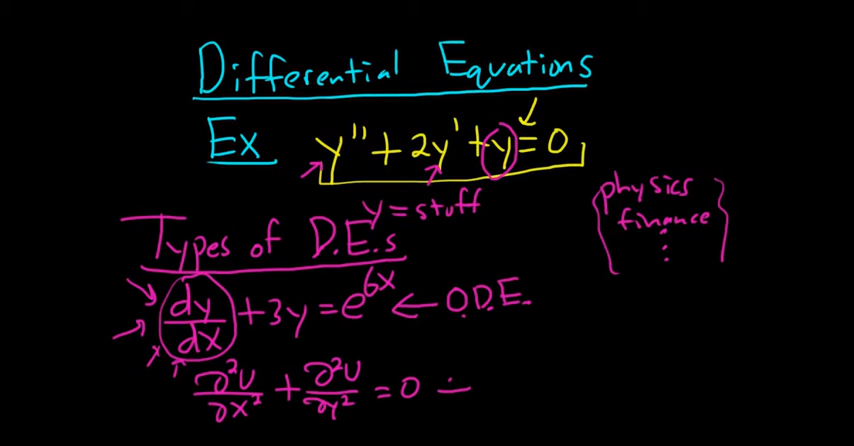 Differential Equations
Ex y'' + 2y' + y = 0
physics
finance
⋮
y = stuff
Types of D.E.s
dy/dx + 3y = e^{6x} ← O.D.E.
x
∂²U/∂x² + ∂²U/∂y² = 0